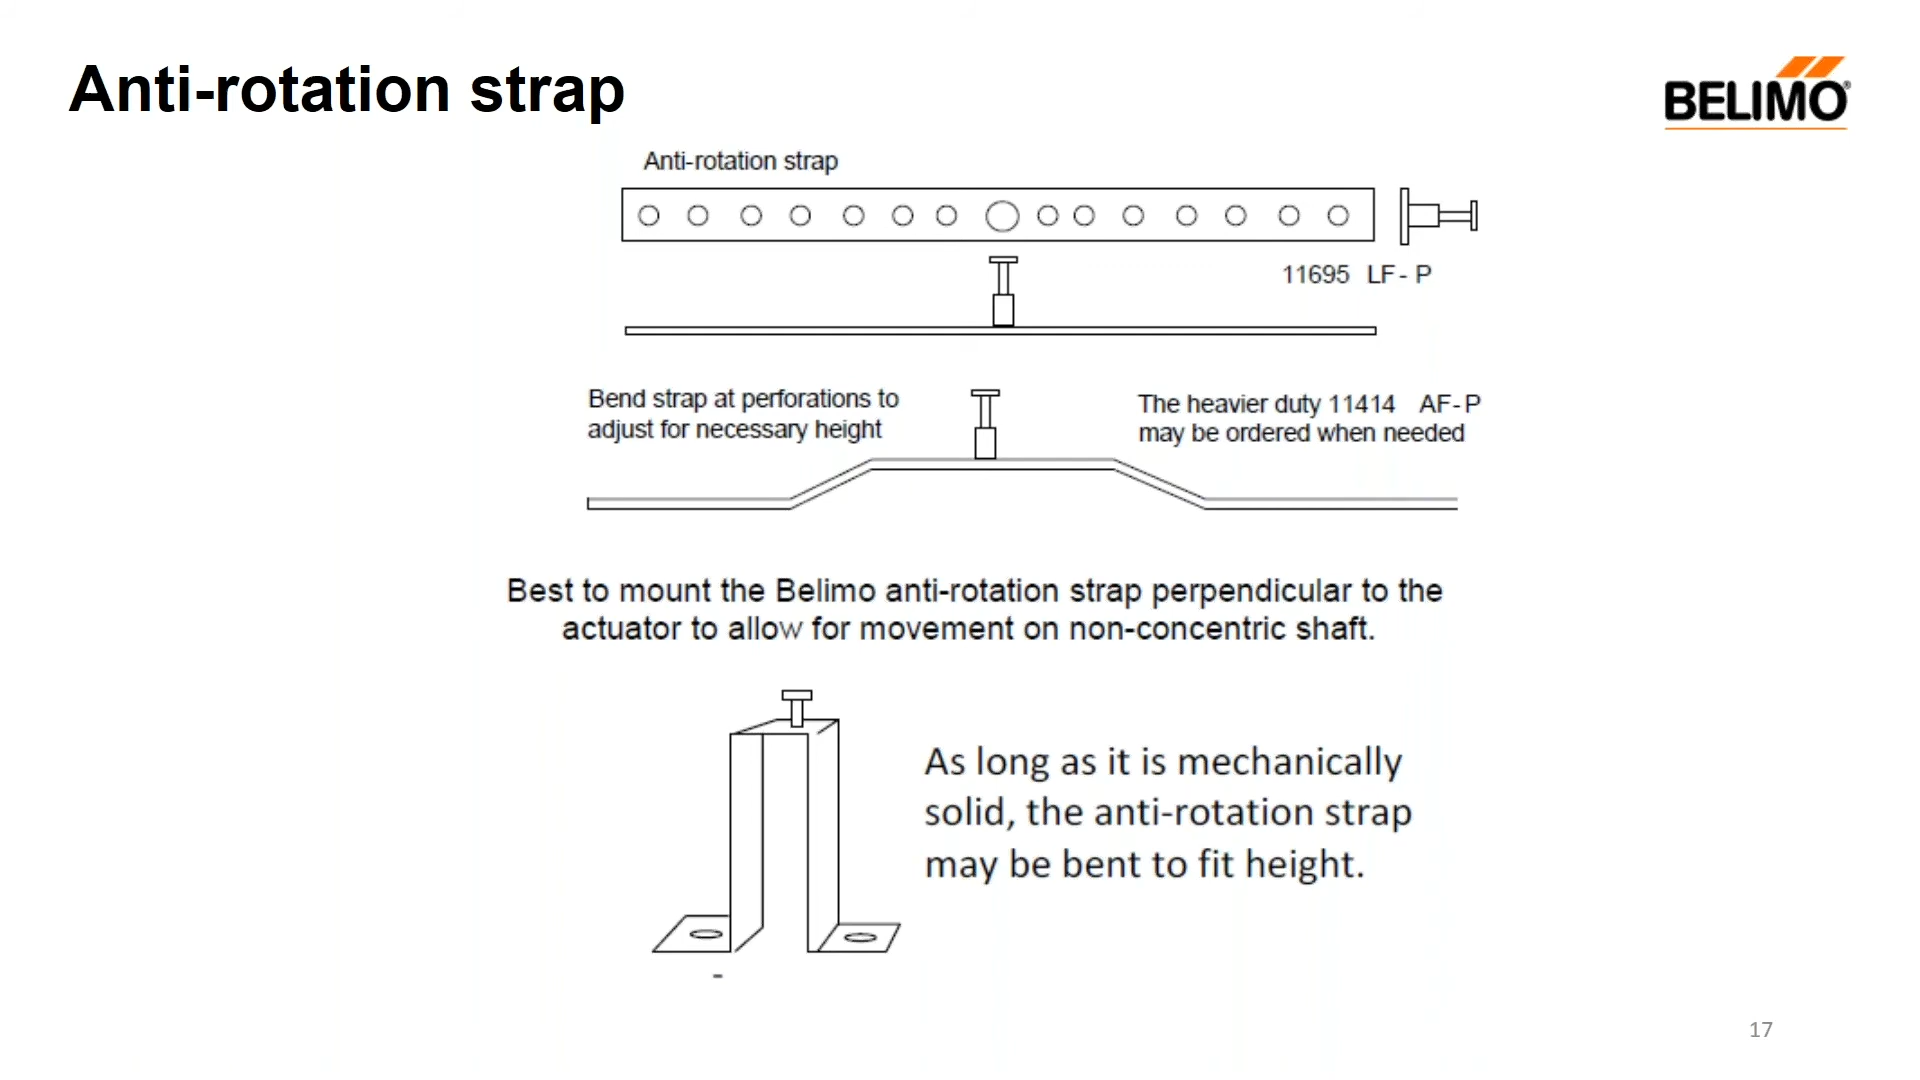 Anti-rotation strap
BELIMO®
Anti-rotation strap
11695 LF- P
Bend strap at perforations to
adjust for necessary height
The heavier duty 11414 AF-P
may be ordered when needed
Best to mount the Belimo anti-rotation strap perpendicular to the
actuator to allow for movement on non-concentric shaft.
As long as it is mechanically
solid, the anti-rotation strap
may be bent to fit height.
-
17